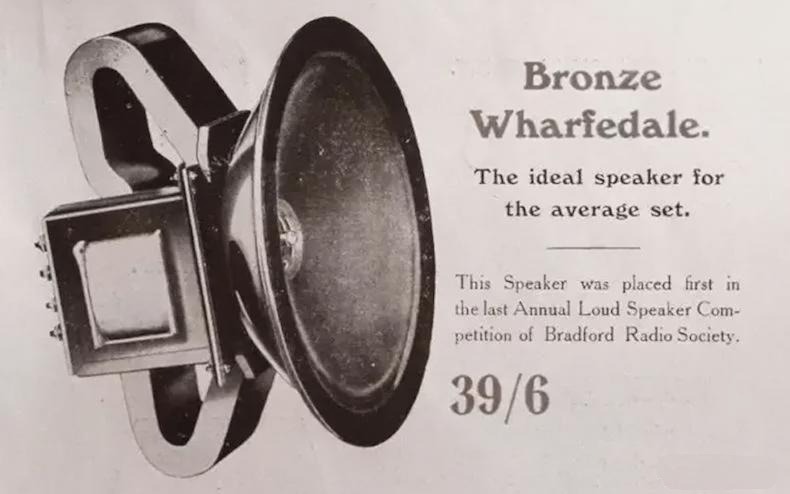 Bronze
Wharfedale.
The ideal speaker for
the average set.
This Speaker was placed first in
the last Annual Loud Speaker Com-
petition of Bradford Radio Society.
39/6